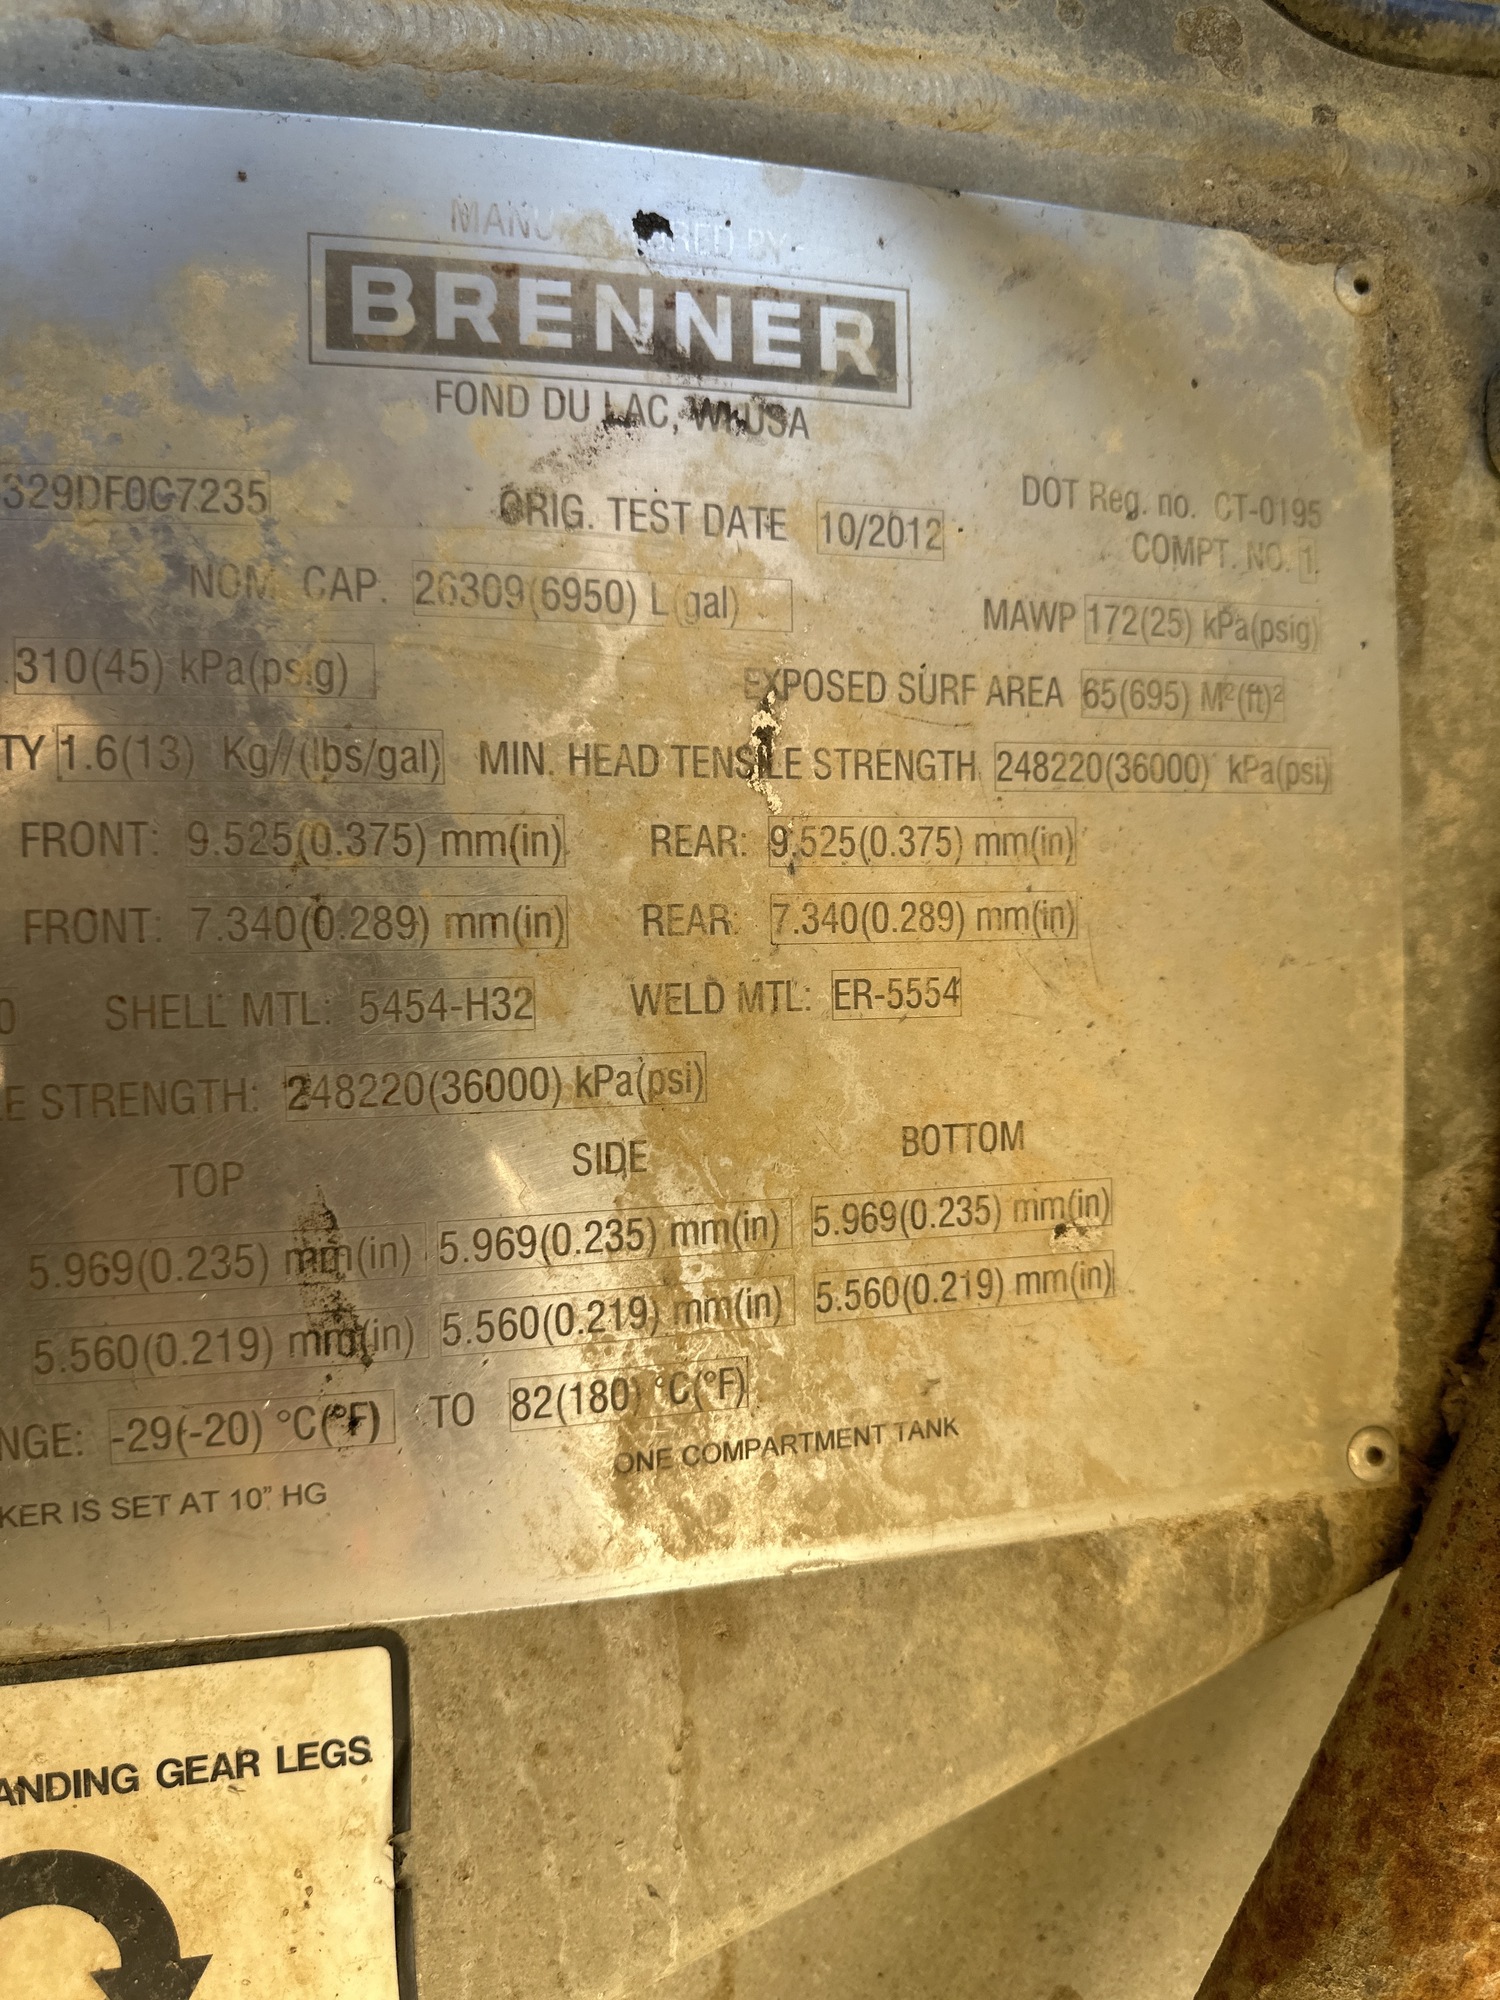 MANUFACTURED BY:
BRENNER
FOND DU LAC, WI. USA
329DF0C7235 ORIG. TEST DATE 10/2012 DOT Reg. no. CT-0195
COMPT. NO. 1
NOM. CAP. 26309(6950) L(gal) MAWP 172(25) kPa(psig)
310(45) kPa(psig) EXPOSED SURF AREA 65(695) M²(ft)²
TY 1.6(13) Kg//(lbs/gal) MIN. HEAD TENSILE STRENGTH 248220(36000) kPa(psi)
FRONT: 9.525(0.375) mm(in) REAR: 9.525(0.375) mm(in)
FRONT: 7.340(0.289) mm(in) REAR: 7.340(0.289) mm(in)
0 SHELL MTL: 5454-H32 WELD MTL: ER-5554
E STRENGTH: 248220(36000) kPa(psi)
TOP SIDE BOTTOM
5.969(0.235) mm(in) 5.969(0.235) mm(in) 5.969(0.235) mm(in)
5.560(0.219) mm(in) 5.560(0.219) mm(in) 5.560(0.219) mm(in)
NGE: -29(-20) °C(°F) TO 82(180) °C(°F)
KER IS SET AT 10" HG ONE COMPARTMENT TANK
ANDING GEAR LEGS